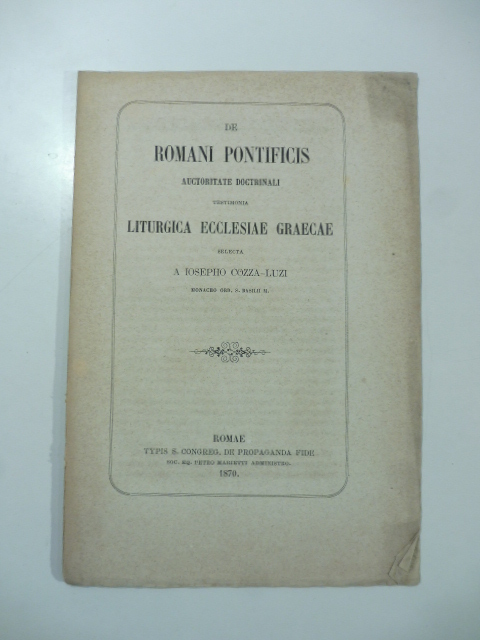 DE
ROMANI PONTIFICIS
AUCTORITATE DOCTRINALI
TESTIMONIA
LITURGICA ECCLESIAE GRAECAE
SELECTA
A IOSEPHO COZZA-LUZI
MONACHO ORD. S. BASILII M.
ROMAE
TYPIS S. CONGREG. DE PROPAGANDA FIDE
SOC. EQ. PETRO MARIETTI ADMINISTRO.
1870.